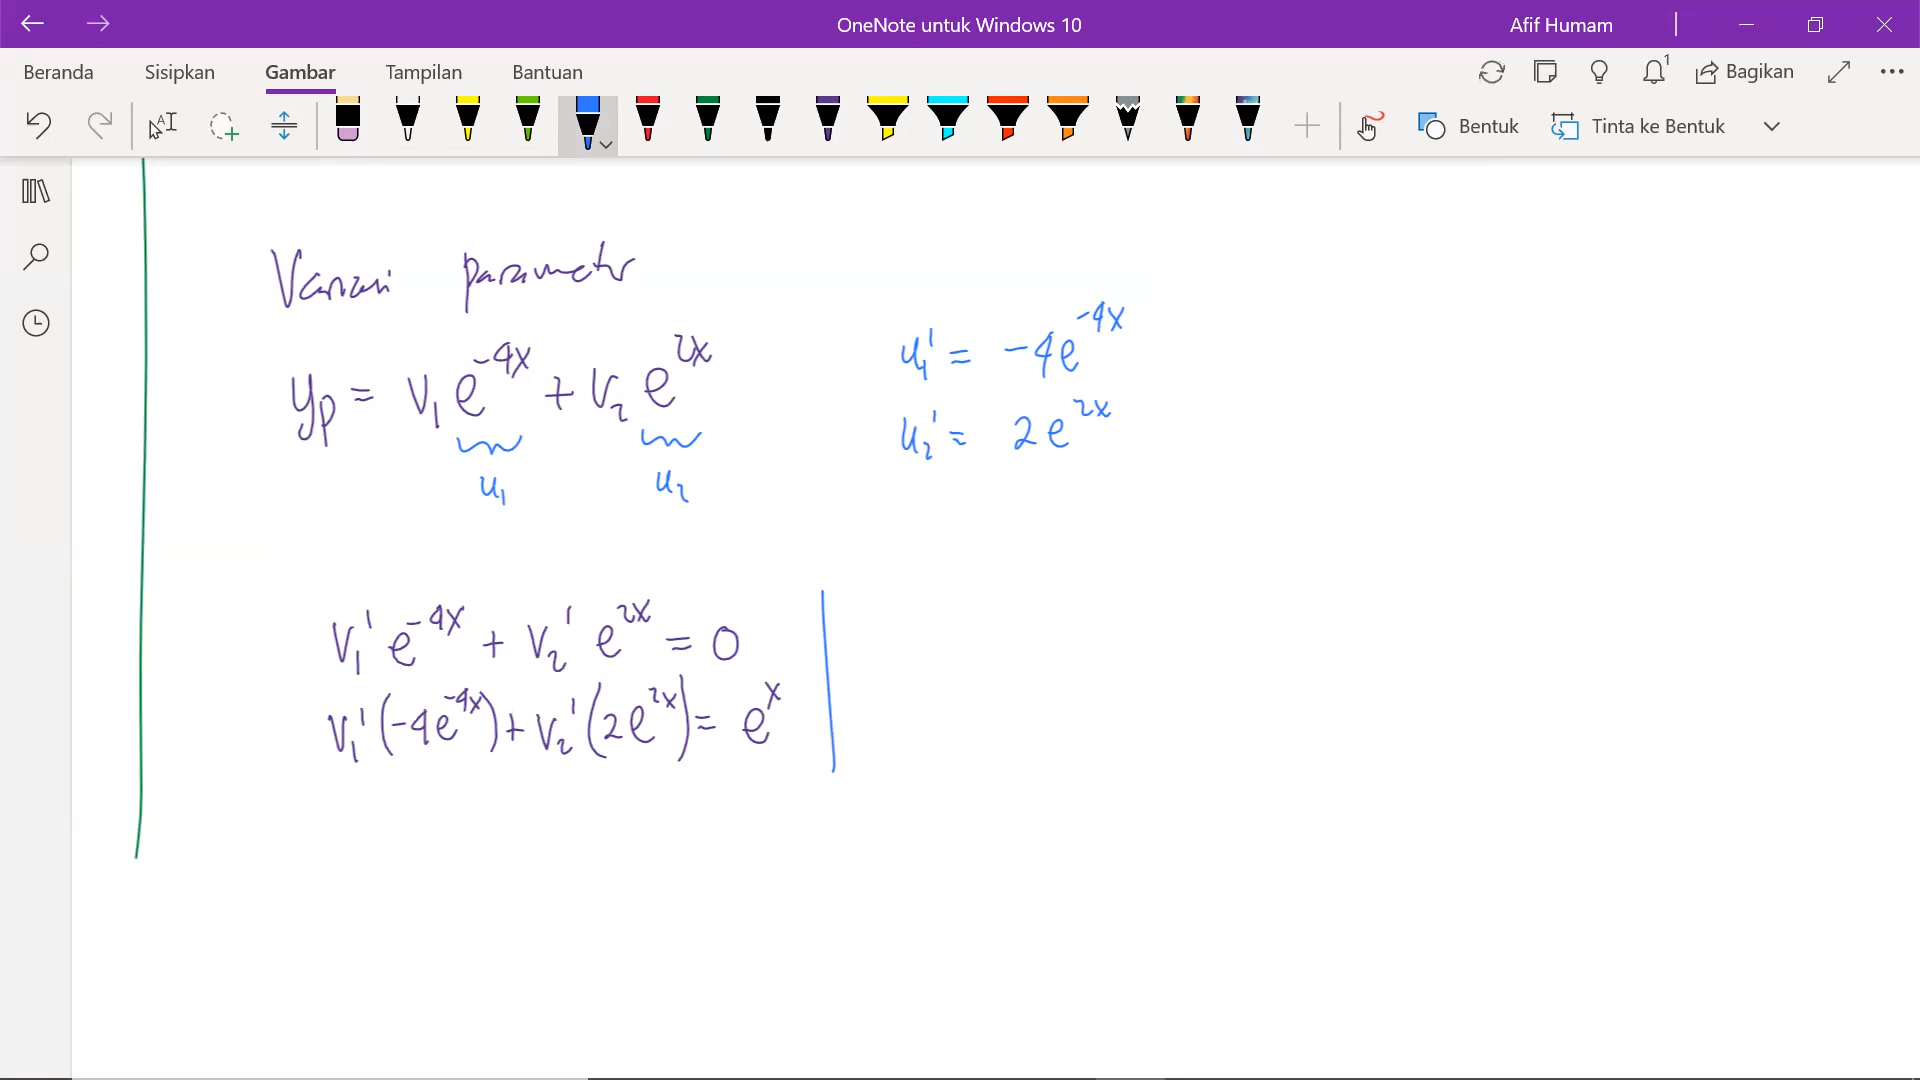 OneNote untuk Windows 10
Afif Humam
Beranda Sisipkan Gambar Tampilan Bantuan
1
Bagikan
Bentuk Tinta ke Bentuk
Variasi parameter
yp = v₁ e^{-4x} + v₂ e^{2x}
u₁ u₂
u₁' = -4e^{-4x}
u₂' = 2e^{2x}
v₁' e^{-4x} + v₂' e^{2x} = 0
v₁'(-4e^{-4x}) + v₂'(2e^{2x}) = e^x